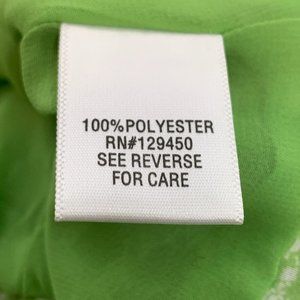 100%POLYESTER
RN#129450
SEE REVERSE
FOR CARE